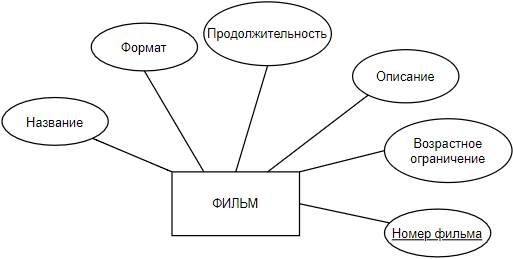 Продолжительность
Формат
Описание
Название
Возрастное
ограничение
ФИЛЬМ
Номер фильма